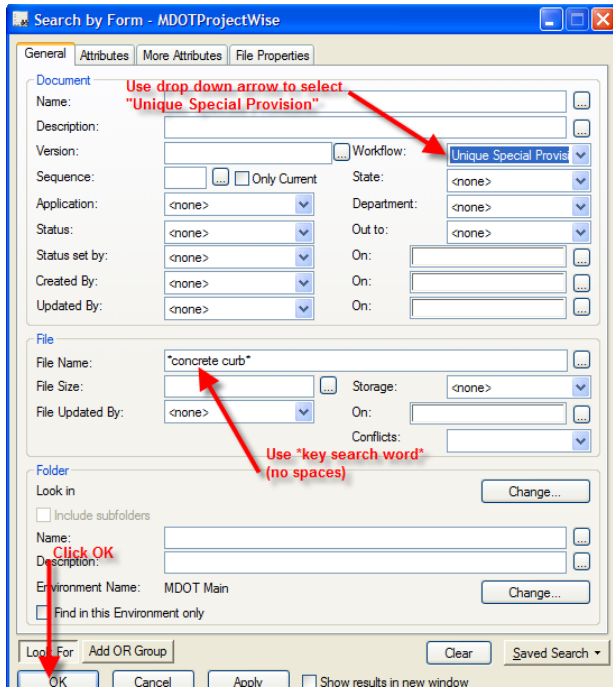 Search by Form - MDOTProjectWise
General Attributes More Attributes File Properties
Document
Use drop down arrow to select
"Unique Special Provision"
Name: ...
Description: ...
Version: ... Workflow: Unique Special Provisi
Sequence: ... Only Current State: <none>
Application: <none> Department: <none>
Status: <none> Out to: <none>
Status set by: <none> On: ...
Created By: <none> On: ...
Updated By: <none> On: ...
File
File Name: *concrete curb* ...
File Size: ... Storage: <none>
File Updated By: <none> On: ...
Conflicts:
Use *key search word*
(no spaces)
Folder
Look in Change...
Include subfolders
Name: ...
Click OK
Description: ...
Environment Name: MDOT Main Change...
Find in this Environment only
Look For Add OR Group Clear Saved Search
OK Cancel Apply Show results in new window